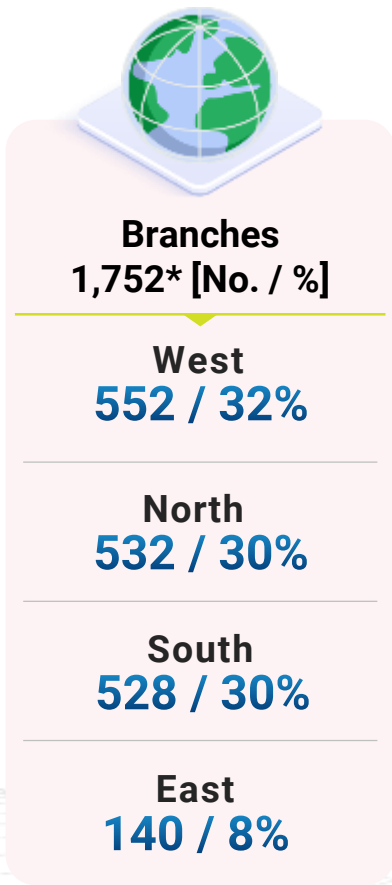 Branches
1,752* [No. / %]
West
552 / 32%
North
532 / 30%
South
528 / 30%
East
140 / 8%